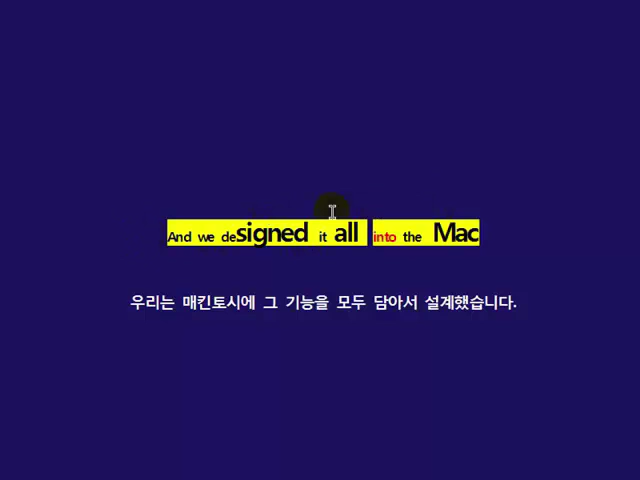 And we designed it all into the Mac
우리는 매킨토시에 그 기능을 모두 담아서 설계했습니다.